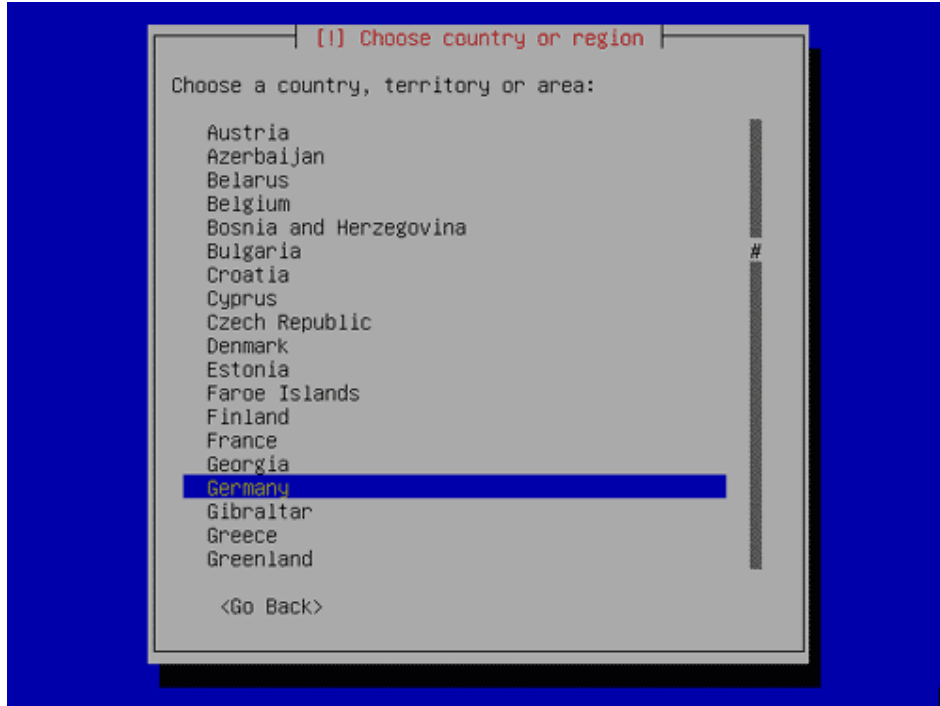 [!] Choose country or region
Choose a country, territory or area:
Austria
Azerbaijan
Belarus
Belgium
Bosnia and Herzegovina
Bulgaria
#
Croatia
Cyprus
Czech Republic
Denmark
Estonia
Faroe Islands
Finland
France
Georgia
Germany
Gibraltar
Greece
Greenland
<Go Back>